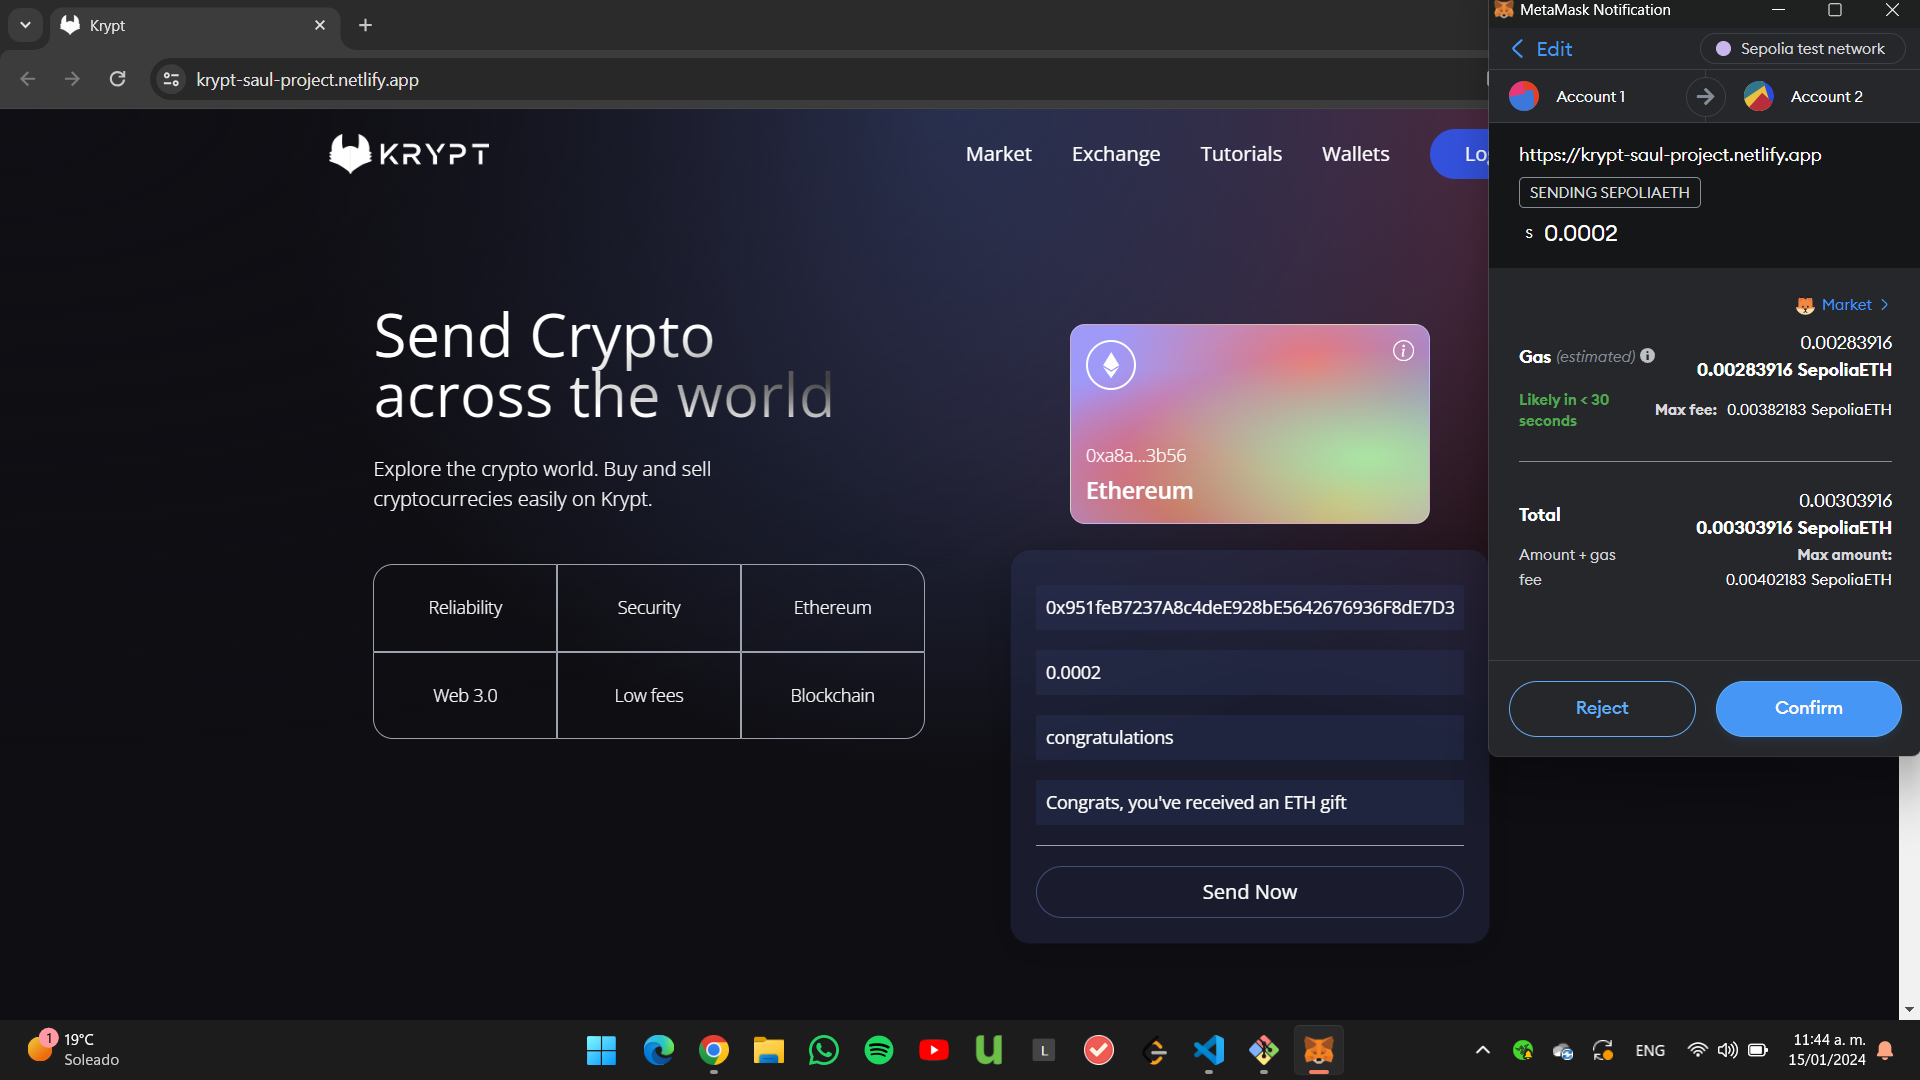 Krypt
krypt-saul-project.netlify.app
KRYPT
Market
Exchange
Tutorials
Wallets
Send Crypto
across the world
Explore the crypto world. Buy and sell
cryptocurrecies easily on Krypt.
Reliability
Security
Ethereum
Web 3.0
Low fees
Blockchain
0xa8a...3b56
Ethereum
0x951feB7237A8c4deE928bE5642676936F8dE7D3
0.0002
congratulations
Congrats, you've received an ETH gift
Send Now
MetaMask Notification
Edit
Sepolia test network
Account 1
Account 2
https://krypt-saul-project.netlify.app
SENDING SEPOLIAETH
S 0.0002
Market
0.00283916
Gas (estimated)
0.00283916 SepoliaETH
Likely in < 30
seconds
Max fee: 0.00382183 SepoliaETH
0.00303916
Total
0.00303916 SepoliaETH
Amount + gas
fee
Max amount:
0.00402183 SepoliaETH
Reject
Confirm
1
19°C
Soleado
L
ENG
11:44 a. m.
15/01/2024